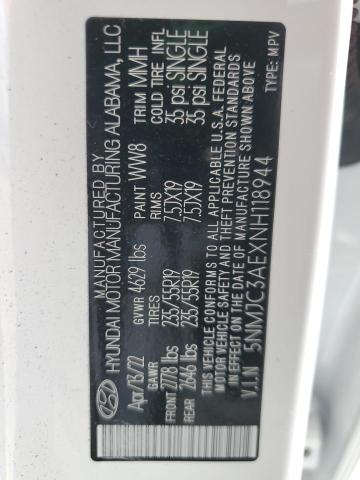 MANUFACTURED BY
HYUNDAI MOTOR MANUFACTURING ALABAMA, LLC
Apr/13/22 GVWR 4629 lbs PAINT WW8 TRIM MMH
GAWR TIRES RIMS COLD TIRE INFL
FRONT 2778 lbs 235/55R19 7.5JX19 35 psi SINGLE
REAR 2646 lbs 235/55R19 7.5JX19 35 psi SINGLE
THIS VEHICLE CONFORMS TO ALL APPLICABLE U.S.A. FEDERAL
MOTOR VEHICLE SAFETY AND THEFT PREVENTION STANDARDS
IN EFFECT ON THE DATE OF MANUFACTURE SHOWN ABOVE.
V.I.N 5NMJC3AEXNH118944 TYPE: MPV